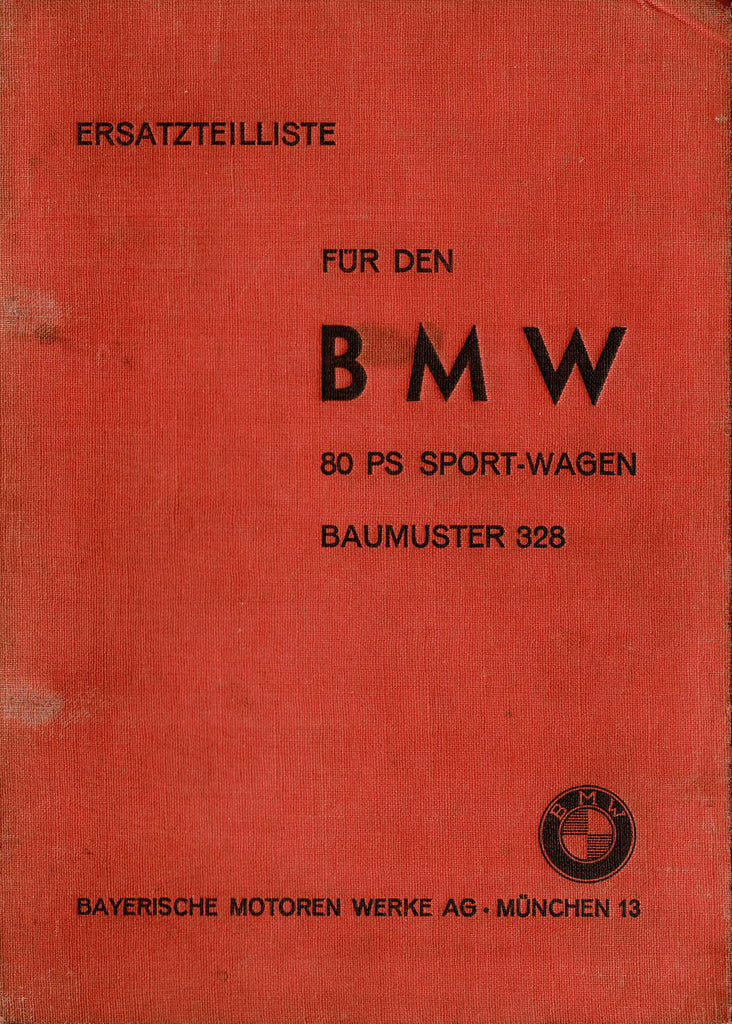 ERSATZTEILLISTE
FÜR DEN
BMW
80 PS SPORT-WAGEN
BAUMUSTER 328
BMW
BAYERISCHE MOTOREN WERKE AG • MÜNCHEN 13